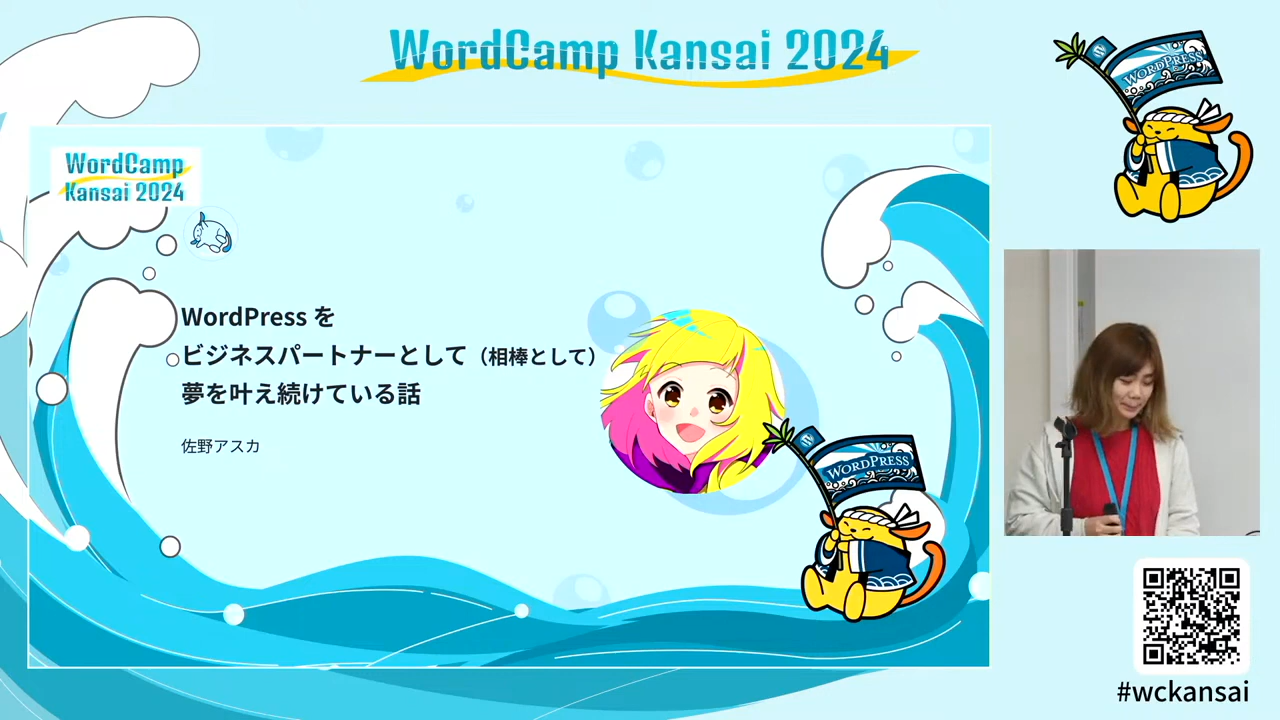 WordCamp Kansai 2024
WordCamp
Kansai 2024
WordPress を
ビジネスパートナーとして（相棒として）
夢を叶え続けている話
佐野アスカ
WORDPRESS
WORDPRESS
#wckansai